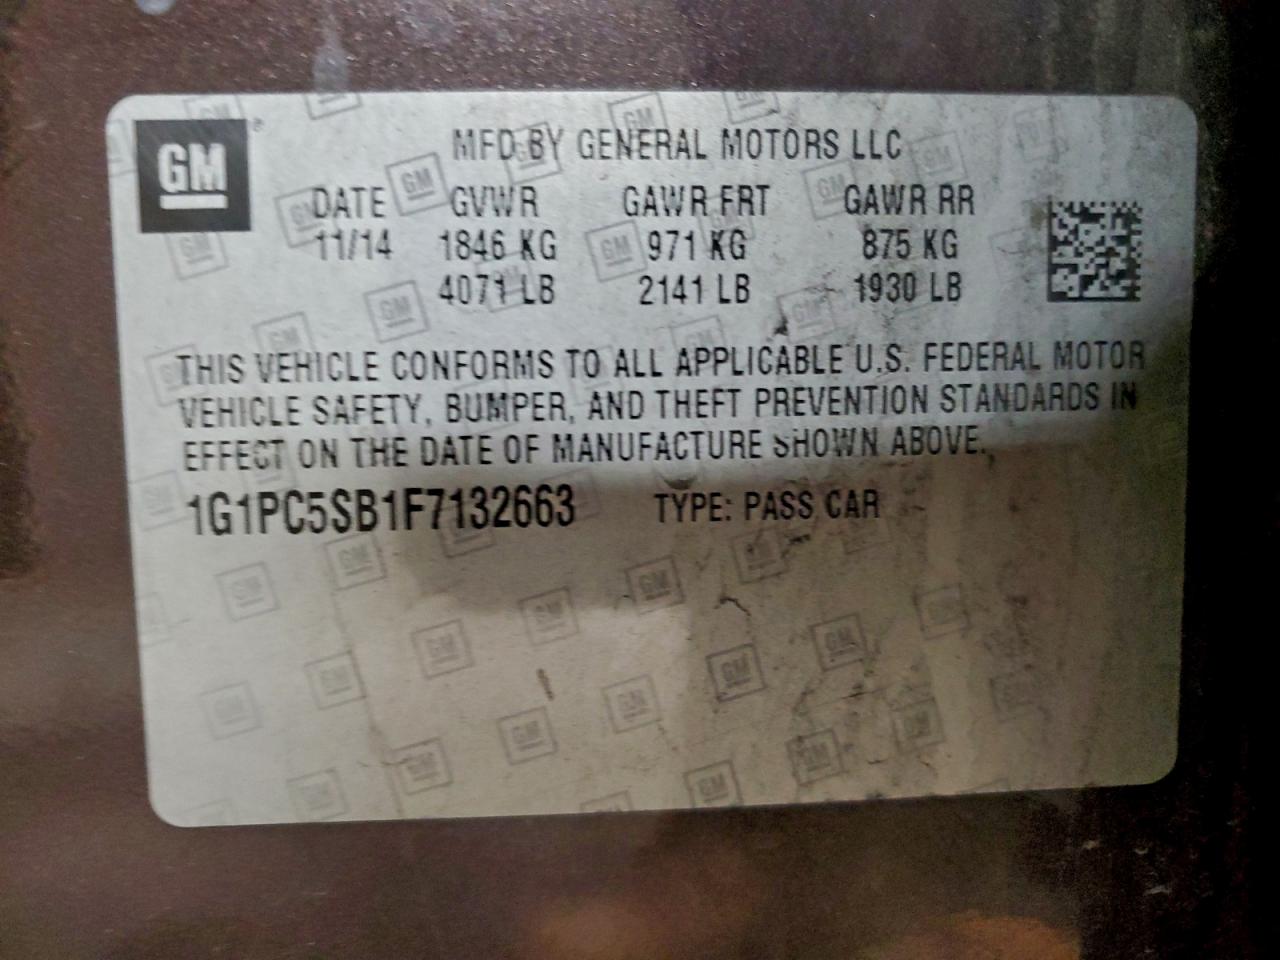 GM
MFD BY GENERAL MOTORS LLC
DATE GVWR GAWR FRT GAWR RR
11/14 1846 KG 971 KG 875 KG
4071 LB 2141 LB 1930 LB
THIS VEHICLE CONFORMS TO ALL APPLICABLE U.S. FEDERAL MOTOR
VEHICLE SAFETY, BUMPER, AND THEFT PREVENTION STANDARDS IN
EFFECT ON THE DATE OF MANUFACTURE SHOWN ABOVE.
1G1PC5SB1F7132663 TYPE: PASS CAR